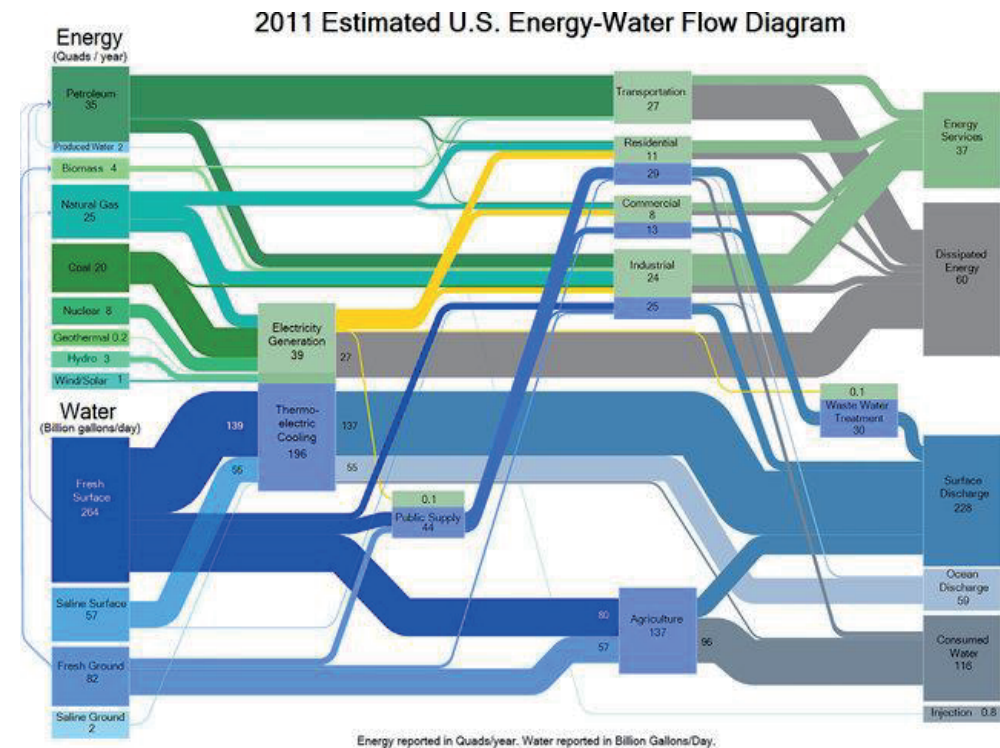 2011 Estimated U.S. Energy-Water Flow Diagram
Energy
(Quads / year)
Petroleum
35
Produced Water 2
Biomass 4
Natural Gas
25
Coal 20
Nuclear 8
Geothermal 0.2
Hydro 3
Wind/Solar 1
Water
(Billion gallons/day)
Fresh
Surface
264
Saline Surface
57
Fresh Ground
82
Saline Ground
2
Electricity
Generation
39
27
Thermo-
electric
Cooling
196
139
55
137
55
0.1
Public Supply
44
Transportation
27
Residential
11
29
Commercial
8
13
Industrial
24
25
Agriculture
137
80
57
96
0.1
Waste Water
Treatment
30
Energy
Services
37
Dissipated
Energy
60
Surface
Discharge
228
Ocean
Discharge
59
Consumed
Water
116
Injection 0.8
Energy reported in Quads/year. Water reported in Billion Gallons/Day.